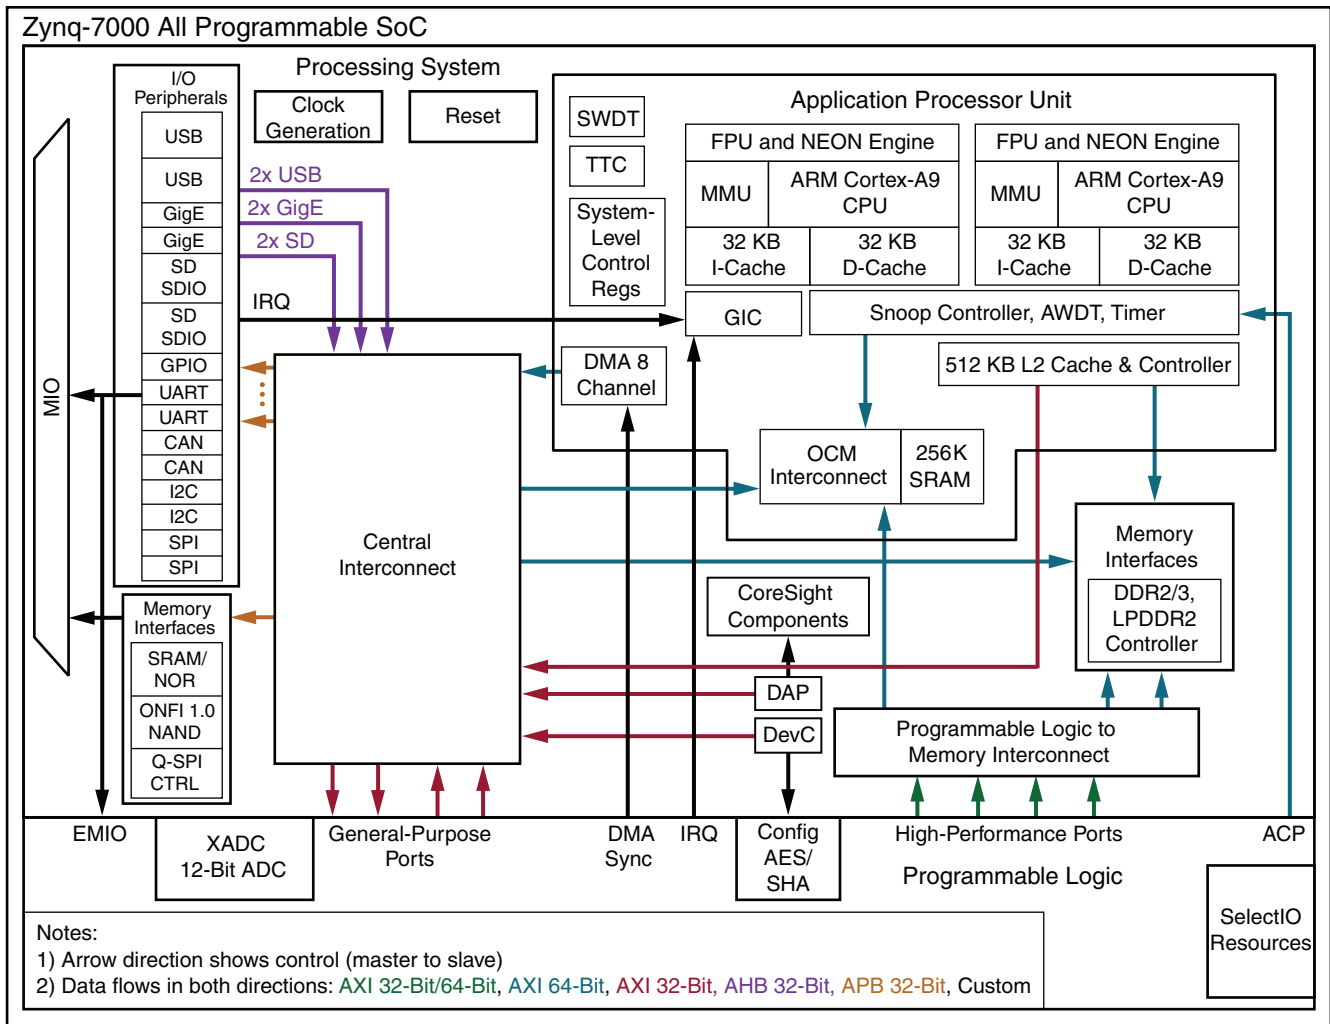 Zynq-7000 All Programmable SoC
Processing System
I/O
Peripherals
USB
USB
GigE
GigE
SD
SDIO
SD
SDIO
GPIO
UART
UART
CAN
CAN
I2C
I2C
SPI
SPI
MIO
Clock
Generation
Reset
2x USB
2x GigE
2x SD
IRQ
Application Processor Unit
SWDT
TTC
System-
Level
Control
Regs
FPU and NEON Engine
MMU
ARM Cortex-A9
CPU
32 KB
I-Cache
32 KB
D-Cache
FPU and NEON Engine
MMU
ARM Cortex-A9
CPU
32 KB
I-Cache
32 KB
D-Cache
GIC
Snoop Controller, AWDT, Timer
DMA 8
Channel
512 KB L2 Cache & Controller
OCM
Interconnect
256K
SRAM
Central
Interconnect
Memory
Interfaces
DDR2/3,
LPDDR2
Controller
CoreSight
Components
Memory
Interfaces
SRAM/
NOR
ONFI 1.0
NAND
Q-SPI
CTRL
DAP
DevC
Programmable Logic to
Memory Interconnect
EMIO
XADC
12-Bit ADC
General-Purpose
Ports
DMA
Sync
IRQ
Config
AES/
SHA
High-Performance Ports
ACP
Programmable Logic
SelectIO
Resources
Notes:
1) Arrow direction shows control (master to slave)
2) Data flows in both directions: AXI 32-Bit/64-Bit, AXI 64-Bit, AXI 32-Bit, AHB 32-Bit, APB 32-Bit, Custom